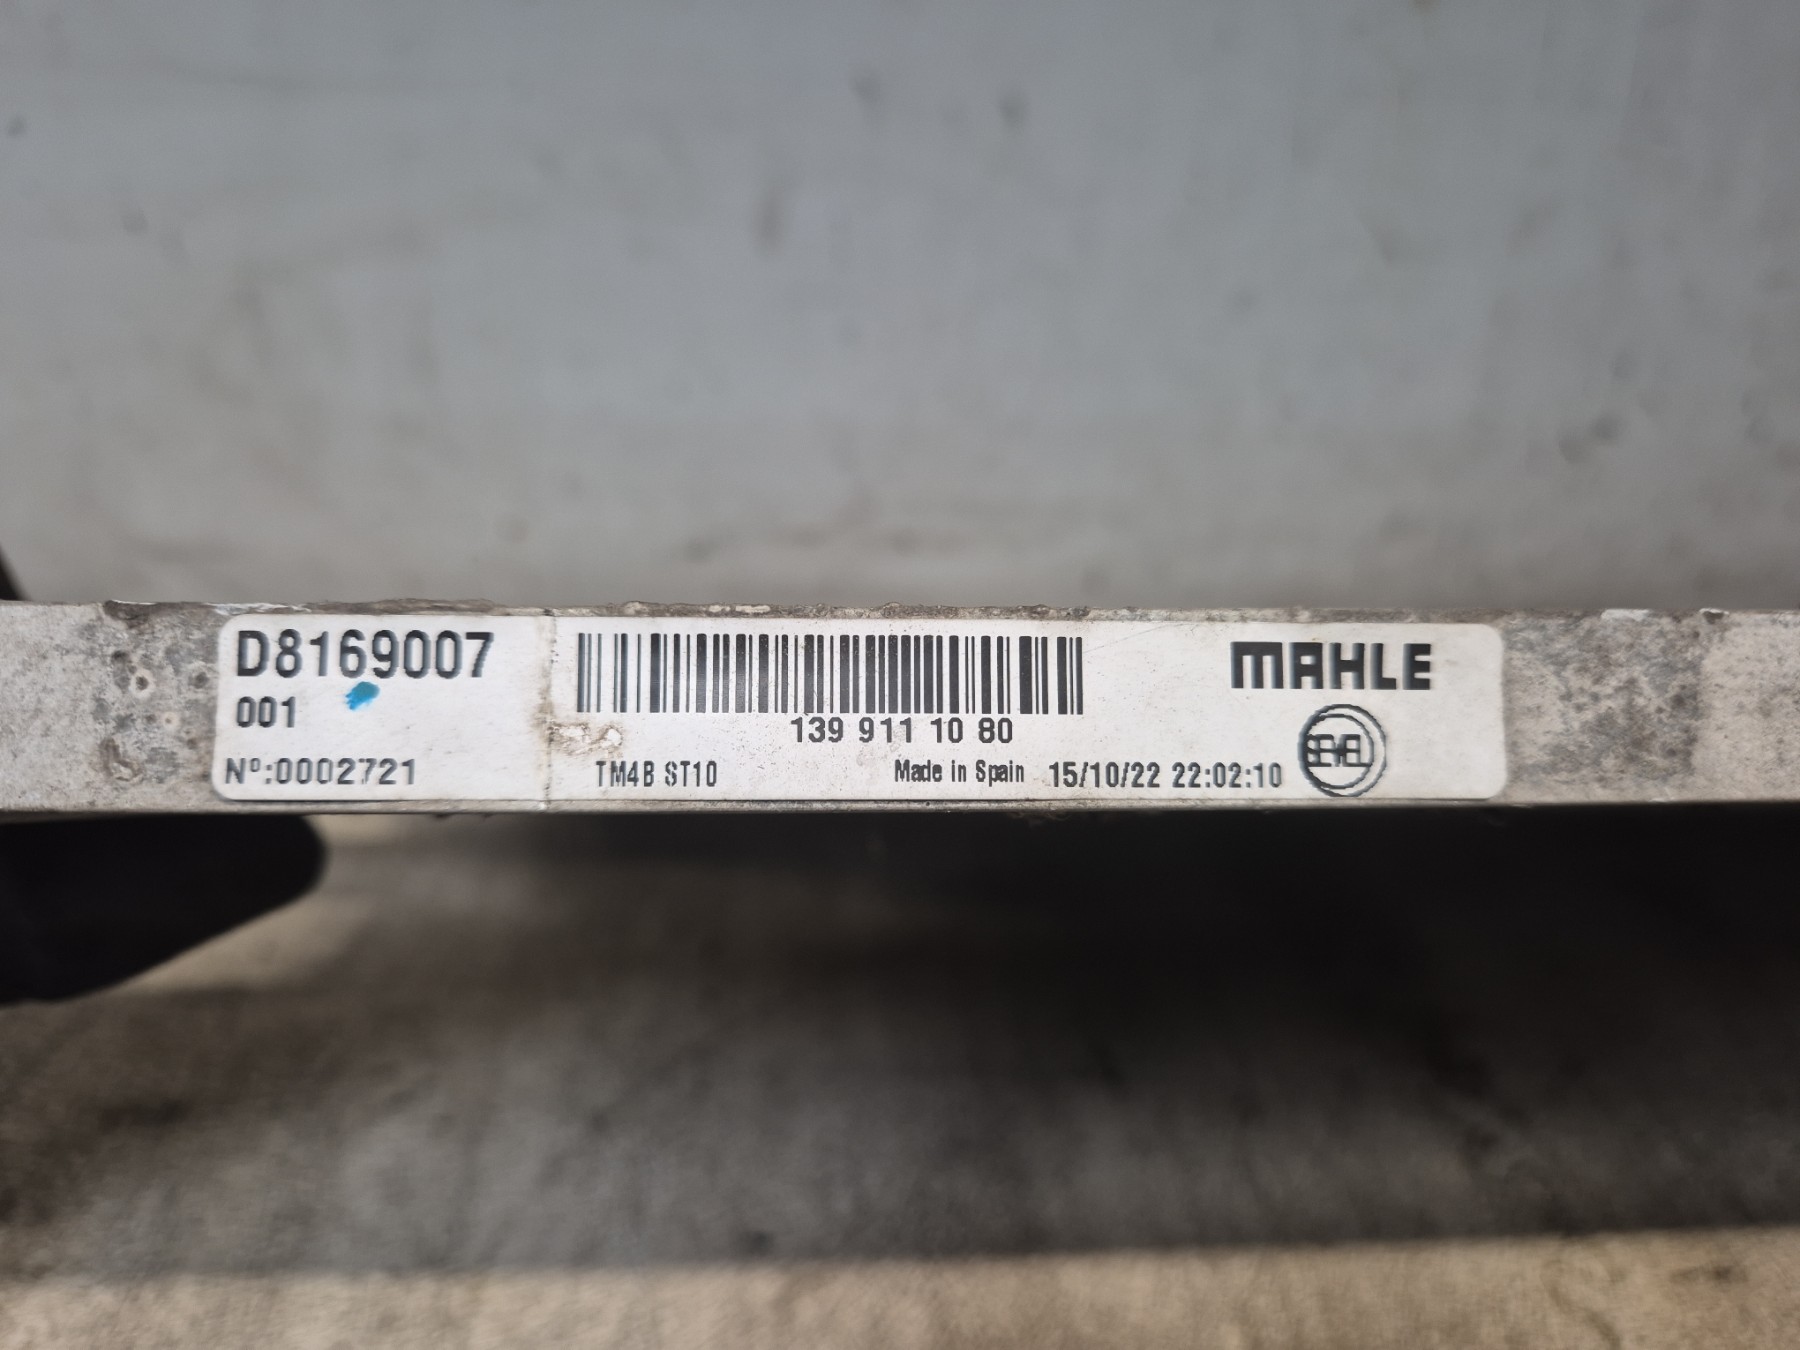 D8169007
001
Nº:0002721
139 911 10 80
TM4B ST10
Made in Spain 15/10/22 22:02:10
MAHLE